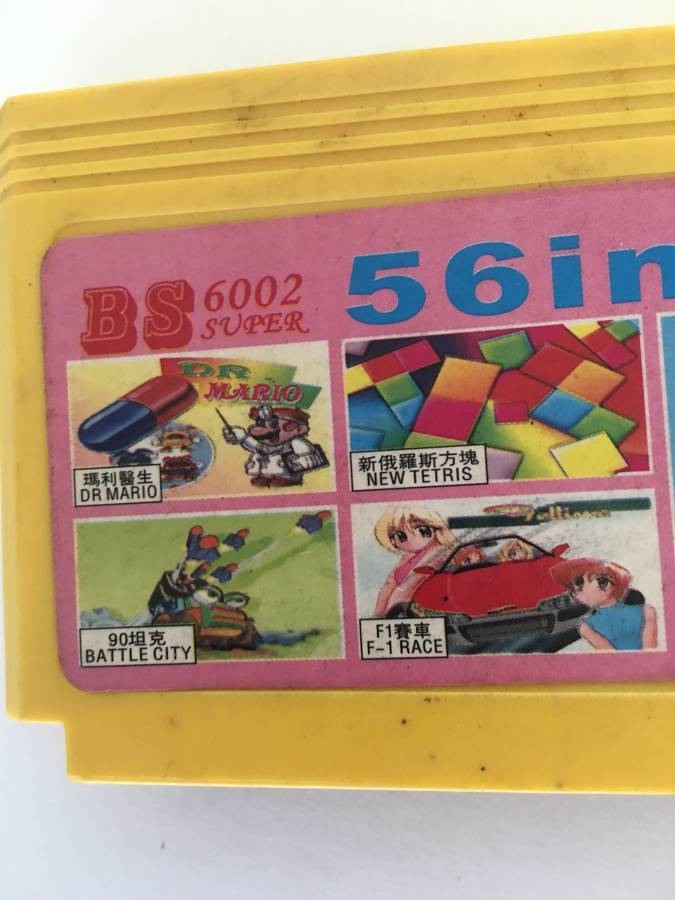 BS 6002
SUPER
56in
DR
MARIO
瑪利醫生
DR MARIO
新俄羅斯方塊
NEW TETRIS
90坦克
BATTLE CITY
F1賽車
F-1 RACE